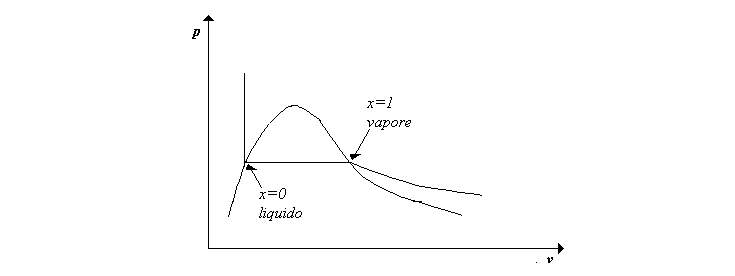 p
x=1
vapore
x=0
liquido
v